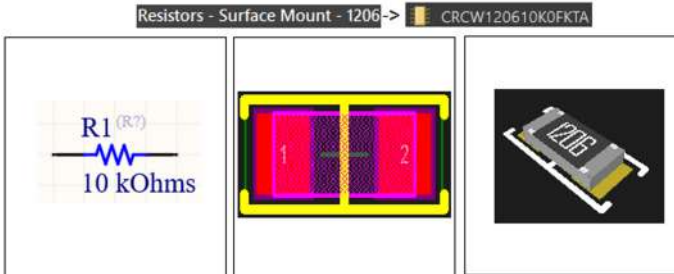 Resistors - Surface Mount - 1206 -> CRCW120610K0FKTA
R1 (R?)
10 kOhms
1 2
1206